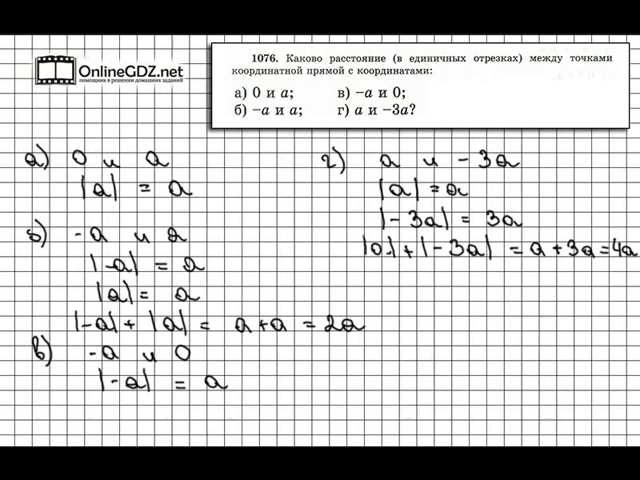 OnlineGDZ.net
помощник в решении домашних заданий
1076. Каково расстояние (в единичных отрезках) между точками
координатной прямой с координатами:
а) 0 и a; в) −a и 0;
б) −a и a; г) a и −3a?
а) 0 и a
|a| = a
б) -a и a
|-a| = a
|a| = a
|-a| + |a| = a+a = 2a
в) -a и 0
|-a| = a
г) a и -3a
|a| = a
|-3a| = 3a
|a| + |-3a| = a + 3a = 4a